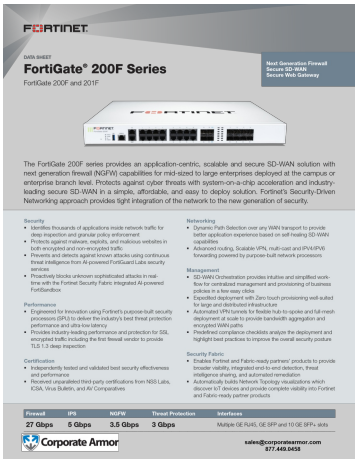 FORTINET
DATA SHEET
FortiGate® 200F Series
FortiGate 200F and 201F
Next Generation Firewall
Secure SD-WAN
Secure Web Gateway
The FortiGate 200F series provides an application-centric, scalable and secure SD-WAN solution with
next generation firewall (NGFW) capabilities for mid-sized to large enterprises deployed at the campus or
enterprise branch level. Protects against cyber threats with system-on-a-chip acceleration and industry-
leading secure SD-WAN in a simple, affordable, and easy to deploy solution. Fortinet's Security-Driven
Networking approach provides tight integration of the network to the new generation of security.
Security
• Identifies thousands of applications inside network traffic for
deep inspection and granular policy enforcement
• Protects against malware, exploits, and malicious websites in
both encrypted and non-encrypted traffic
• Prevents and detects against known attacks using continuous
threat intelligence from AI-powered FortiGuard Labs security
services
• Proactively blocks unknown sophisticated attacks in real-
time with the Fortinet Security Fabric integrated AI-powered
FortiSandbox
Performance
• Engineered for Innovation using Fortinet's purpose-built security
processors (SPU) to deliver the industry's best threat protection
performance and ultra-low latency
• Provides industry-leading performance and protection for SSL
encrypted traffic including the first firewall vendor to provide
TLS 1.3 deep inspection
Certification
• Independently tested and validated best security effectiveness
and performance
• Received unparalleled third-party certifications from NSS Labs,
ICSA, Virus Bulletin, and AV Comparatives
Networking
• Dynamic Path Selection over any WAN transport to provide
better application experience based on self-healing SD-WAN
capabilities
• Advanced routing, Scalable VPN, multi-cast and IPV4/IPV6
forwarding powered by purpose-built network processors
Management
• SD-WAN Orchestration provides intuitive and simplified work-
flow for centralized management and provisioning of business
policies in a few easy clicks
• Expedited deployment with Zero touch provisioning well-suited
for large and distributed infrastructure
• Automated VPN tunnels for flexible hub-to-spoke and full-mesh
deployment at scale to provide bandwidth aggregation and
encrypted WAN paths
• Predefined compliance checklists analyze the deployment and
highlight best practices to improve the overall security posture
Security Fabric
• Enables Fortinet and Fabric-ready partners' products to provide
broader visibility, integrated end-to-end detection, threat
intelligence sharing, and automated remediation
• Automatically builds Network Topology visualizations which
discover IoT devices and provide complete visibility into Fortinet
and Fabric-ready partner products
Firewall IPS NGFW Threat Protection Interfaces
27 Gbps 5 Gbps 3.5 Gbps 3 Gbps Multiple GE RJ45, GE SFP and 10 GE SFP+ slots
Corporate Armor
sales@corporatearmor.com
877.449.0458